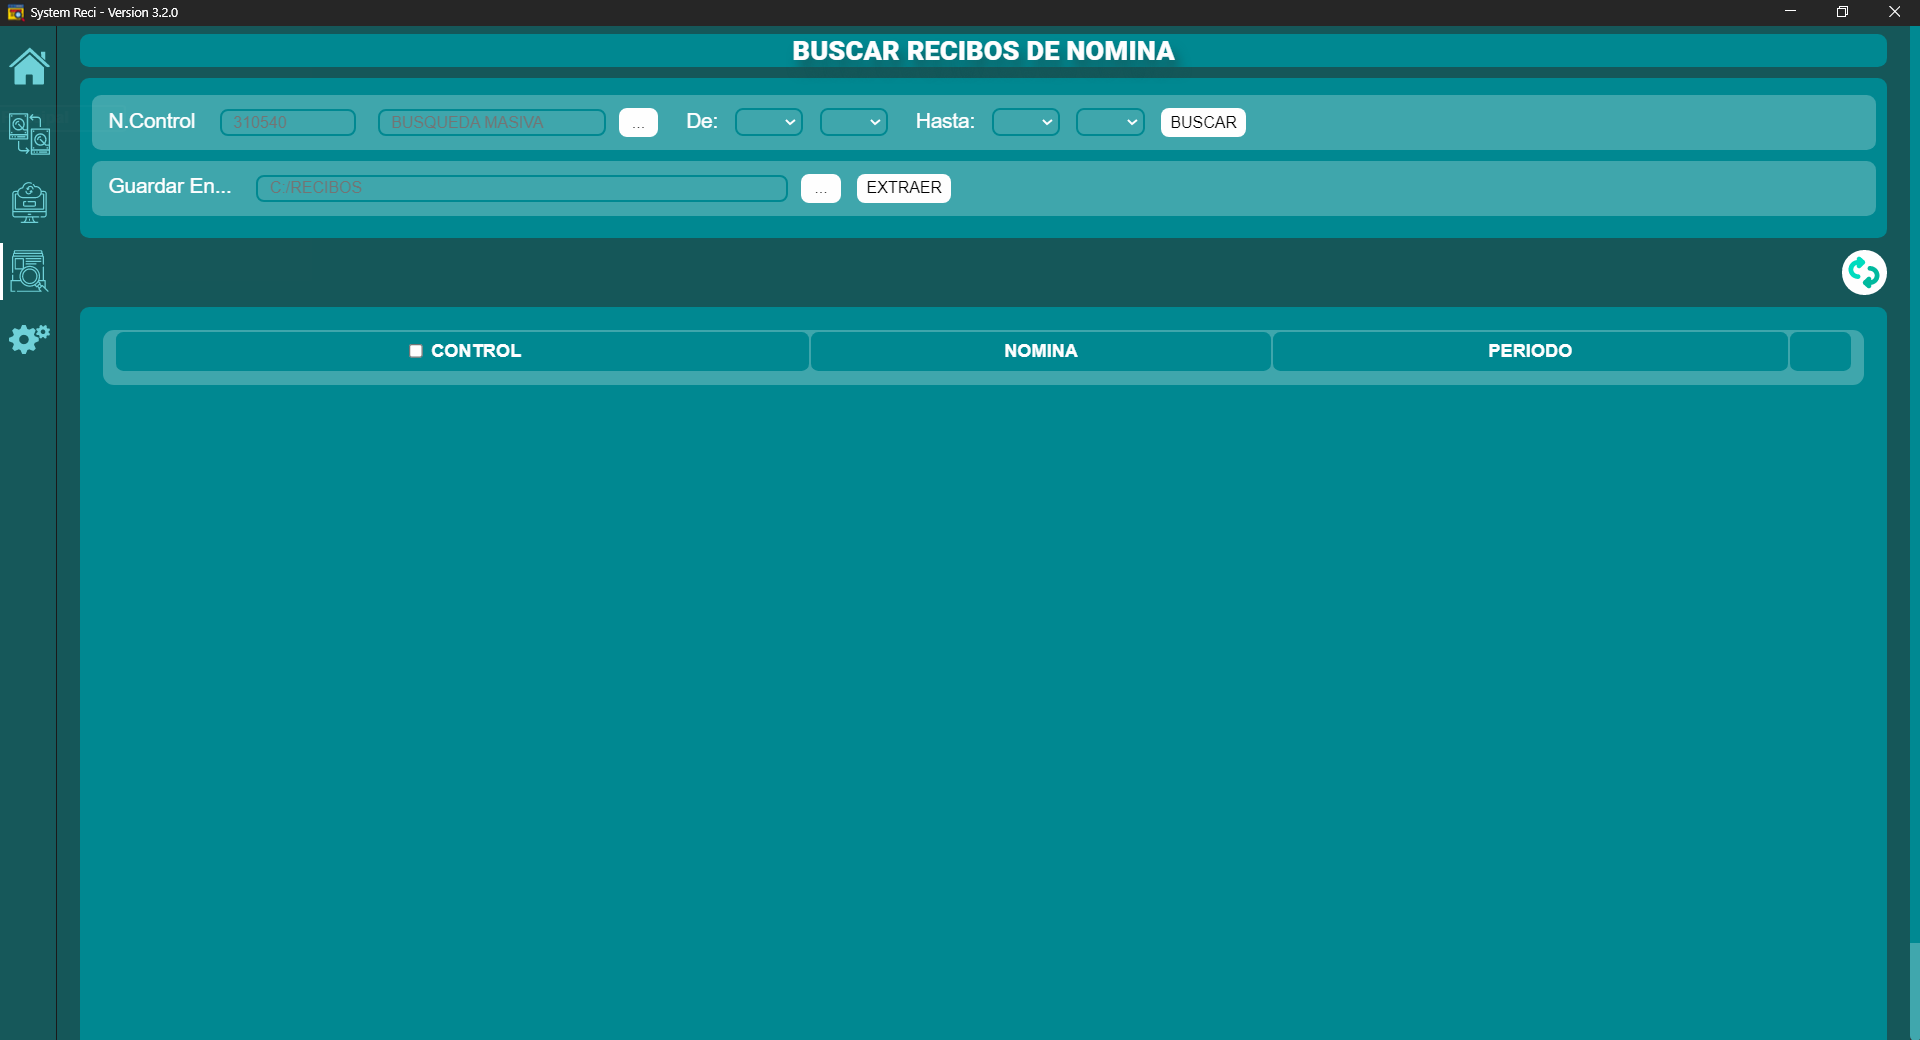 System Reci - Version 3.2.0
BUSCAR RECIBOS DE NOMINA
N.Control 310540 BUSQUEDA MASIVA ... De: Hasta: BUSCAR
Guardar En... C:/RECIBOS ... EXTRAER
CONTROL NOMINA PERIODO